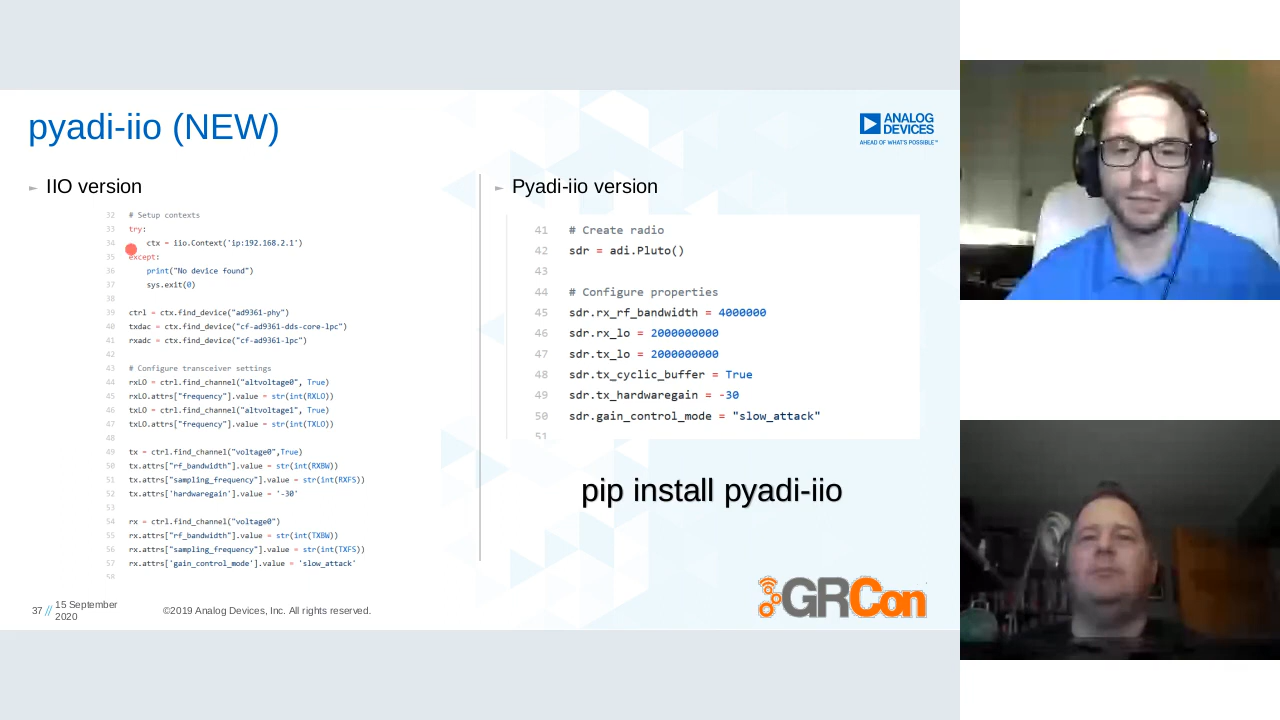 pyadi-iio (NEW)
ANALOG
DEVICES
AHEAD OF WHAT'S POSSIBLE™
► IIO version
32 # Setup contexts
33 try:
34 ctx = iio.Context('ip:192.168.2.1')
35 except:
36 print("No device found")
37 sys.exit(0)
38
39 ctrl = ctx.find_device("ad9361-phy")
40 txdac = ctx.find_device("cf-ad9361-dds-core-lpc")
41 rxadc = ctx.find_device("cf-ad9361-lpc")
42
43 # Configure transceiver settings
44 rxLO = ctrl.find_channel("altvoltage0", True)
45 rxLO.attrs["frequency"].value = str(int(RXLO))
46 txLO = ctrl.find_channel("altvoltage1", True)
47 txLO.attrs["frequency"].value = str(int(TXLO))
48
49 tx = ctrl.find_channel("voltage0",True)
50 tx.attrs["rf_bandwidth"].value = str(int(RXBW))
51 tx.attrs["sampling_frequency"].value = str(int(RXFS))
52 tx.attrs['hardwaregain'].value = '-30'
53
54 rx = ctrl.find_channel("voltage0")
55 rx.attrs["rf_bandwidth"].value = str(int(TXBW))
56 rx.attrs["sampling_frequency"].value = str(int(TXFS))
57 rx.attrs['gain_control_mode'].value = 'slow_attack'
58
► Pyadi-iio version
41 # Create radio
42 sdr = adi.Pluto()
43
44 # Configure properties
45 sdr.rx_rf_bandwidth = 4000000
46 sdr.rx_lo = 2000000000
47 sdr.tx_lo = 2000000000
48 sdr.tx_cyclic_buffer = True
49 sdr.tx_hardwaregain = -30
50 sdr.gain_control_mode = "slow_attack"
51
pip install pyadi-iio
37 // 15 September
2020
©2019 Analog Devices, Inc. All rights reserved.
GRCon